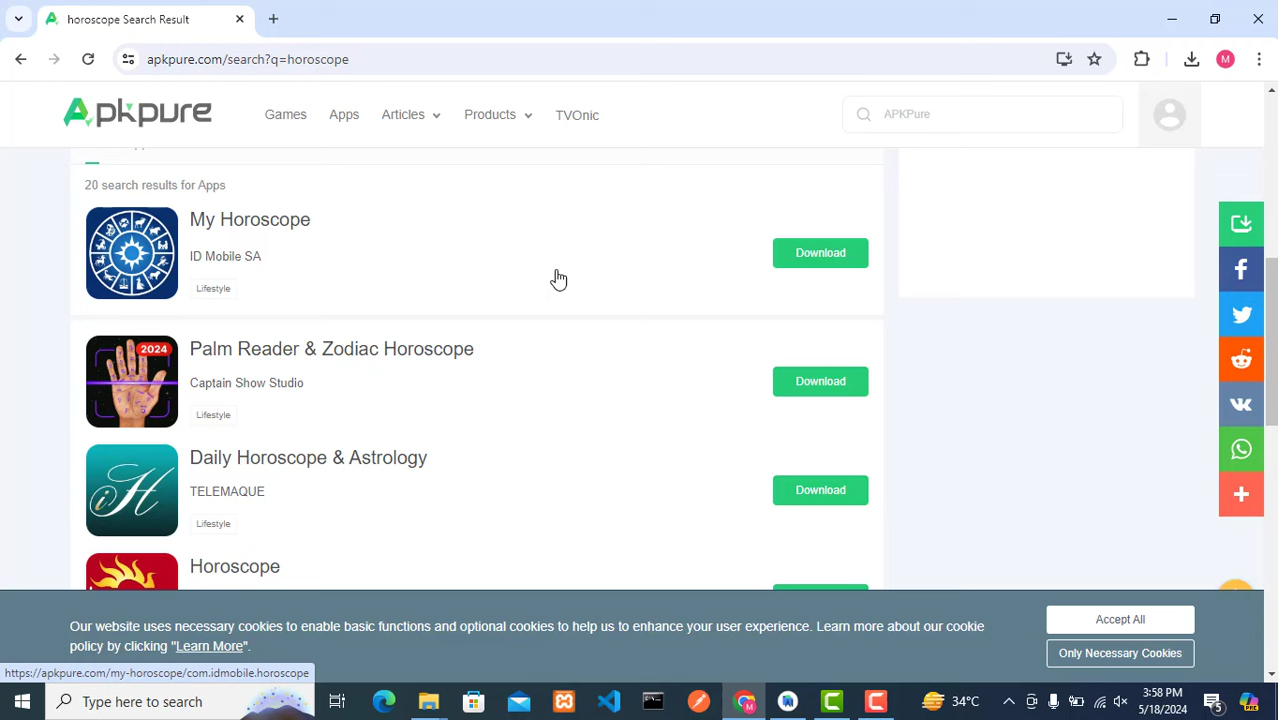 horoscope Search Result
apkpure.com/search?q=horoscope
M
Apkpure
Games
Apps
Articles
Products
TVOnic
APKPure
20 search results for Apps
My Horoscope
ID Mobile SA
Lifestyle
Download
2024
Palm Reader & Zodiac Horoscope
Captain Show Studio
Lifestyle
Download
iH
Daily Horoscope & Astrology
TELEMAQUE
Lifestyle
Download
Horoscope
Our website uses necessary cookies to enable basic functions and optional cookies to help us to enhance your user experience. Learn more about our cookie
policy by clicking "Learn More".
Accept All
Only Necessary Cookies
https://apkpure.com/my-horoscope/com.idmobile.horoscope
Type here to search
34°C
3:58 PM
5/18/2024
5
PRE